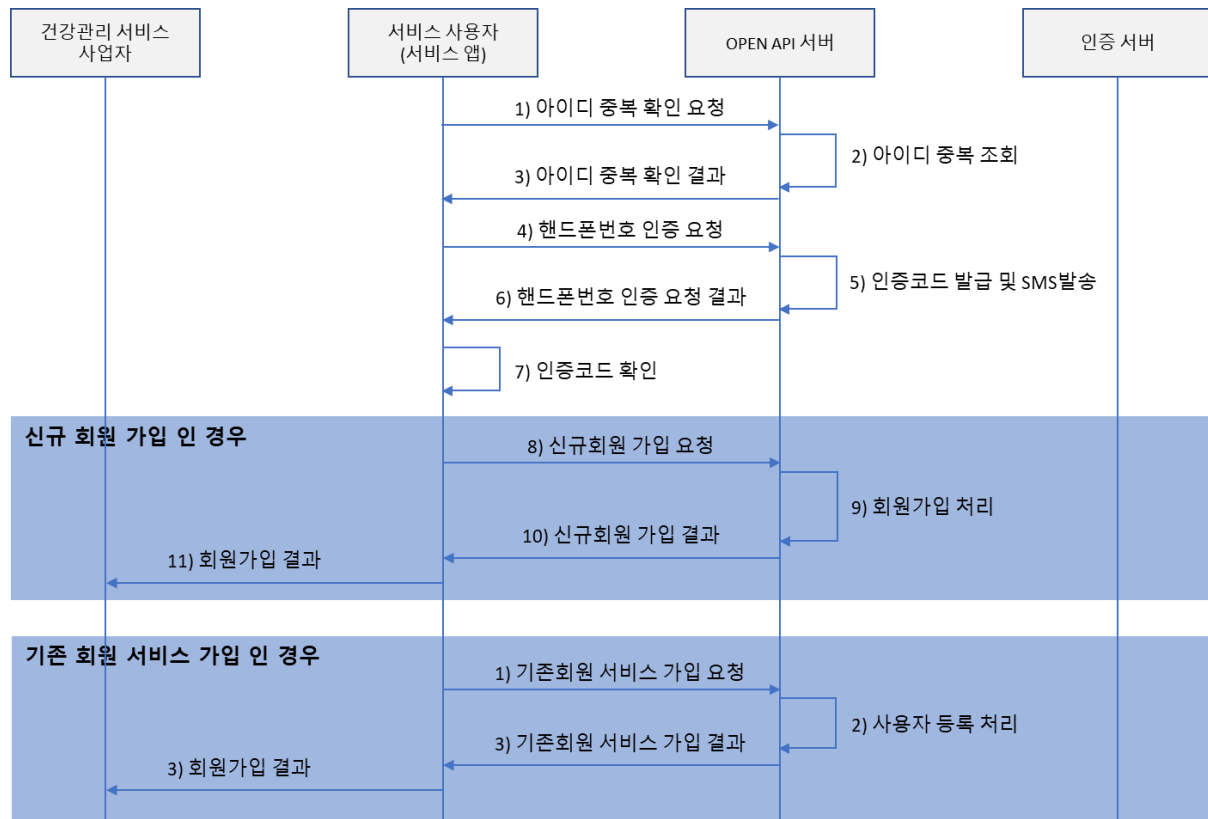 건강관리 서비스
사업자
서비스 사용자
(서비스 앱)
OPEN API 서버
인증 서버
1) 아이디 중복 확인 요청
2) 아이디 중복 조회
3) 아이디 중복 확인 결과
4) 핸드폰번호 인증 요청
5) 인증코드 발급 및 SMS발송
6) 핸드폰번호 인증 요청 결과
7) 인증코드 확인
신규 회원 가입 인 경우
8) 신규회원 가입 요청
9) 회원가입 처리
10) 신규회원 가입 결과
11) 회원가입 결과
기존 회원 서비스 가입 인 경우
1) 기존회원 서비스 가입 요청
2) 사용자 등록 처리
3) 기존회원 서비스 가입 결과
3) 회원가입 결과